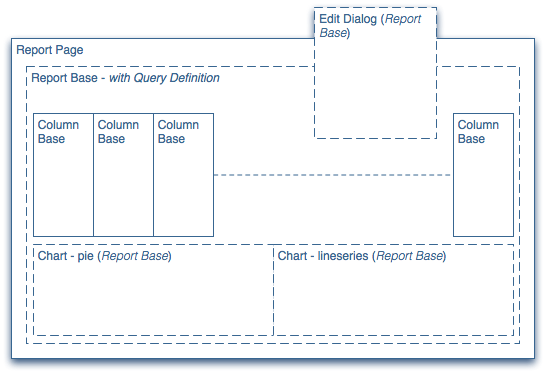 Edit Dialog (Report
Base)
Report Page
Report Base - with Query Definition
Column
Base
Column
Base
Column
Base
Column
Base
Chart - pie (Report Base)
Chart - lineseries (Report Base)